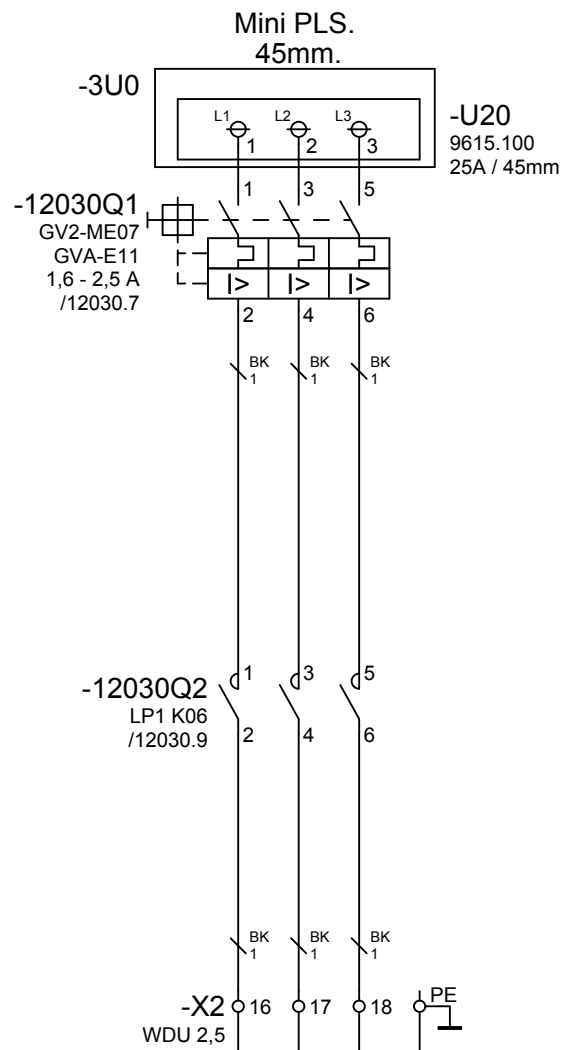 Mini PLS.
45mm.
-3U0
L1 L2 L3
-U20
1 2 3
9615.100
25A / 45mm
1 3 5
-12030Q1
GV2-ME07
GVA-E11
1,6 - 2,5 A
/12030.7
I> I> I>
2 4 6
BK BK BK
1 1 1
1 3 5
-12030Q2
LP1 K06
/12030.9
2 4 6
BK BK BK
1 1 1
-X2 16 17 18 PE
WDU 2,5